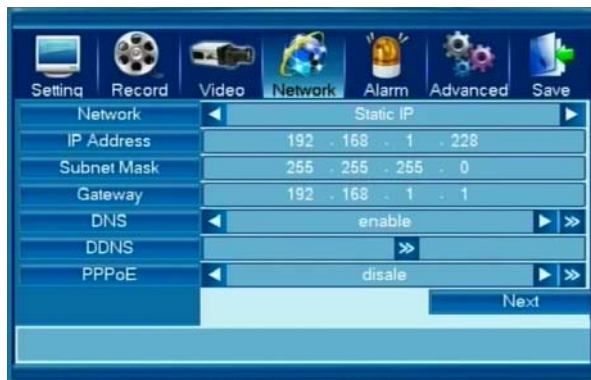 Setting Record Video Network Alarm Advanced Save
Network Static IP
IP Address 192 . 168 . 1 . 228
Subnet Mask 255 . 255 . 255 . 0
Gateway 192 . 168 . 1 . 1
DNS enable
DDNS
PPPoE disale
Next